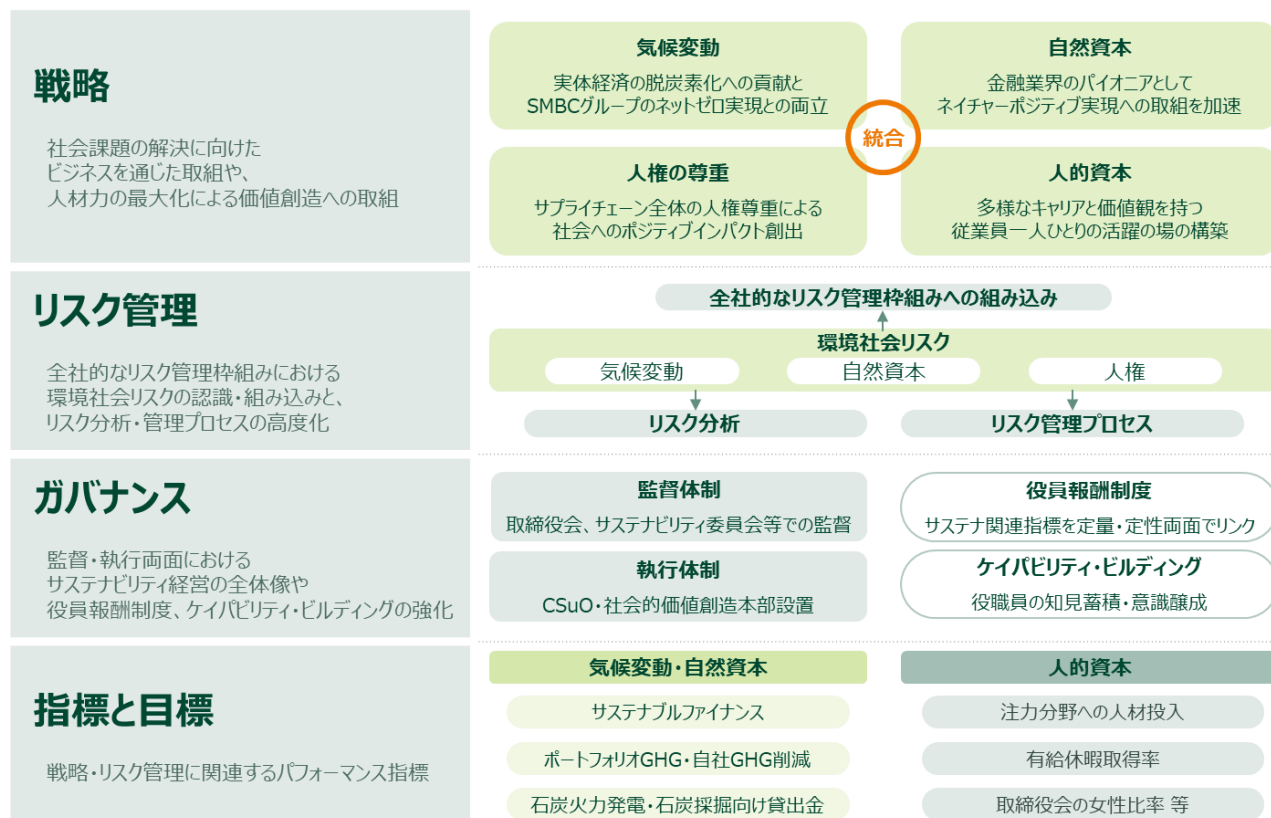 戦略
社会課題の解決に向けた
ビジネスを通じた取組や、
人材力の最大化による価値創造への取組
気候変動
実体経済の脱炭素化への貢献と
SMBCグループのネットゼロ実現との両立
自然資本
金融業界のパイオニアとして
ネイチャーポジティブ実現への取組を加速
統合
人権の尊重
サプライチェーン全体の人権尊重による
社会へのポジティブインパクト創出
人的資本
多様なキャリアと価値観を持つ
従業員一人ひとりの活躍の場の構築
リスク管理
全社的なリスク管理枠組みにおける
環境社会リスクの認識・組み込みと、
リスク分析・管理プロセスの高度化
全社的なリスク管理枠組みへの組み込み
環境社会リスク
気候変動
自然資本
人権
リスク分析
リスク管理プロセス
ガバナンス
監督・執行両面における
サステナビリティ経営の全体像や
役員報酬制度、ケイパビリティ・ビルディングの強化
監督体制
取締役会、サステナビリティ委員会等での監督
役員報酬制度
サステナ関連指標を定量・定性両面でリンク
執行体制
CSuO・社会的価値創造本部設置
ケイパビリティ・ビルディング
役職員の知見蓄積・意識醸成
指標と目標
戦略・リスク管理に関連するパフォーマンス指標
気候変動・自然資本
サステナブルファイナンス
ポートフォリオGHG・自社GHG削減
石炭火力発電・石炭採掘向け貸出金
人的資本
注力分野への人材投入
有給休暇取得率
取締役会の女性比率 等